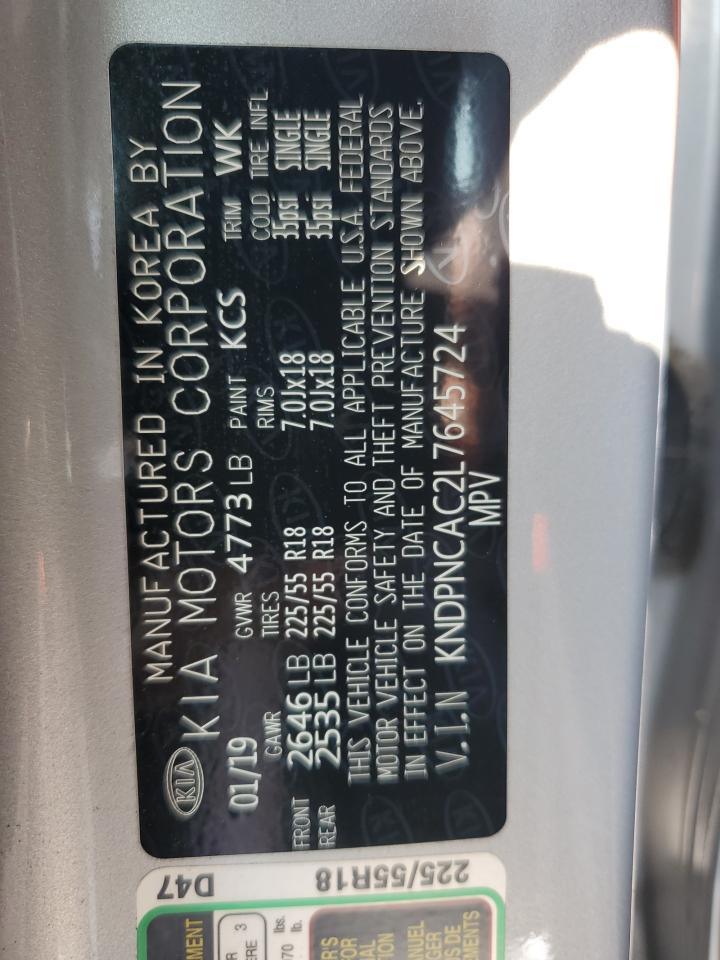 MANUFACTURED IN KOREA BY
KIA KIA MOTORS CORPORATION
01/19 GVWR 4773 LB PAINT KCS TRIM WK
GAWR TIRES RIMS COLD TIRE INFL
FRONT 2646 LB 225/55 R18 7.0Jx18 35psi SINGLE
REAR 2535 LB 225/55 R18 7.0Jx18 35psi SINGLE
THIS VEHICLE CONFORMS TO ALL APPLICABLE U.S.A. FEDERAL
MOTOR VEHICLE SAFETY AND THEFT PREVENTION STANDARDS
IN EFFECT ON THE DATE OF MANUFACTURE SHOWN ABOVE.
V.I.N KNDPNCAC2L7645724
MPV
D47
225/55R18
lbs.
lb.